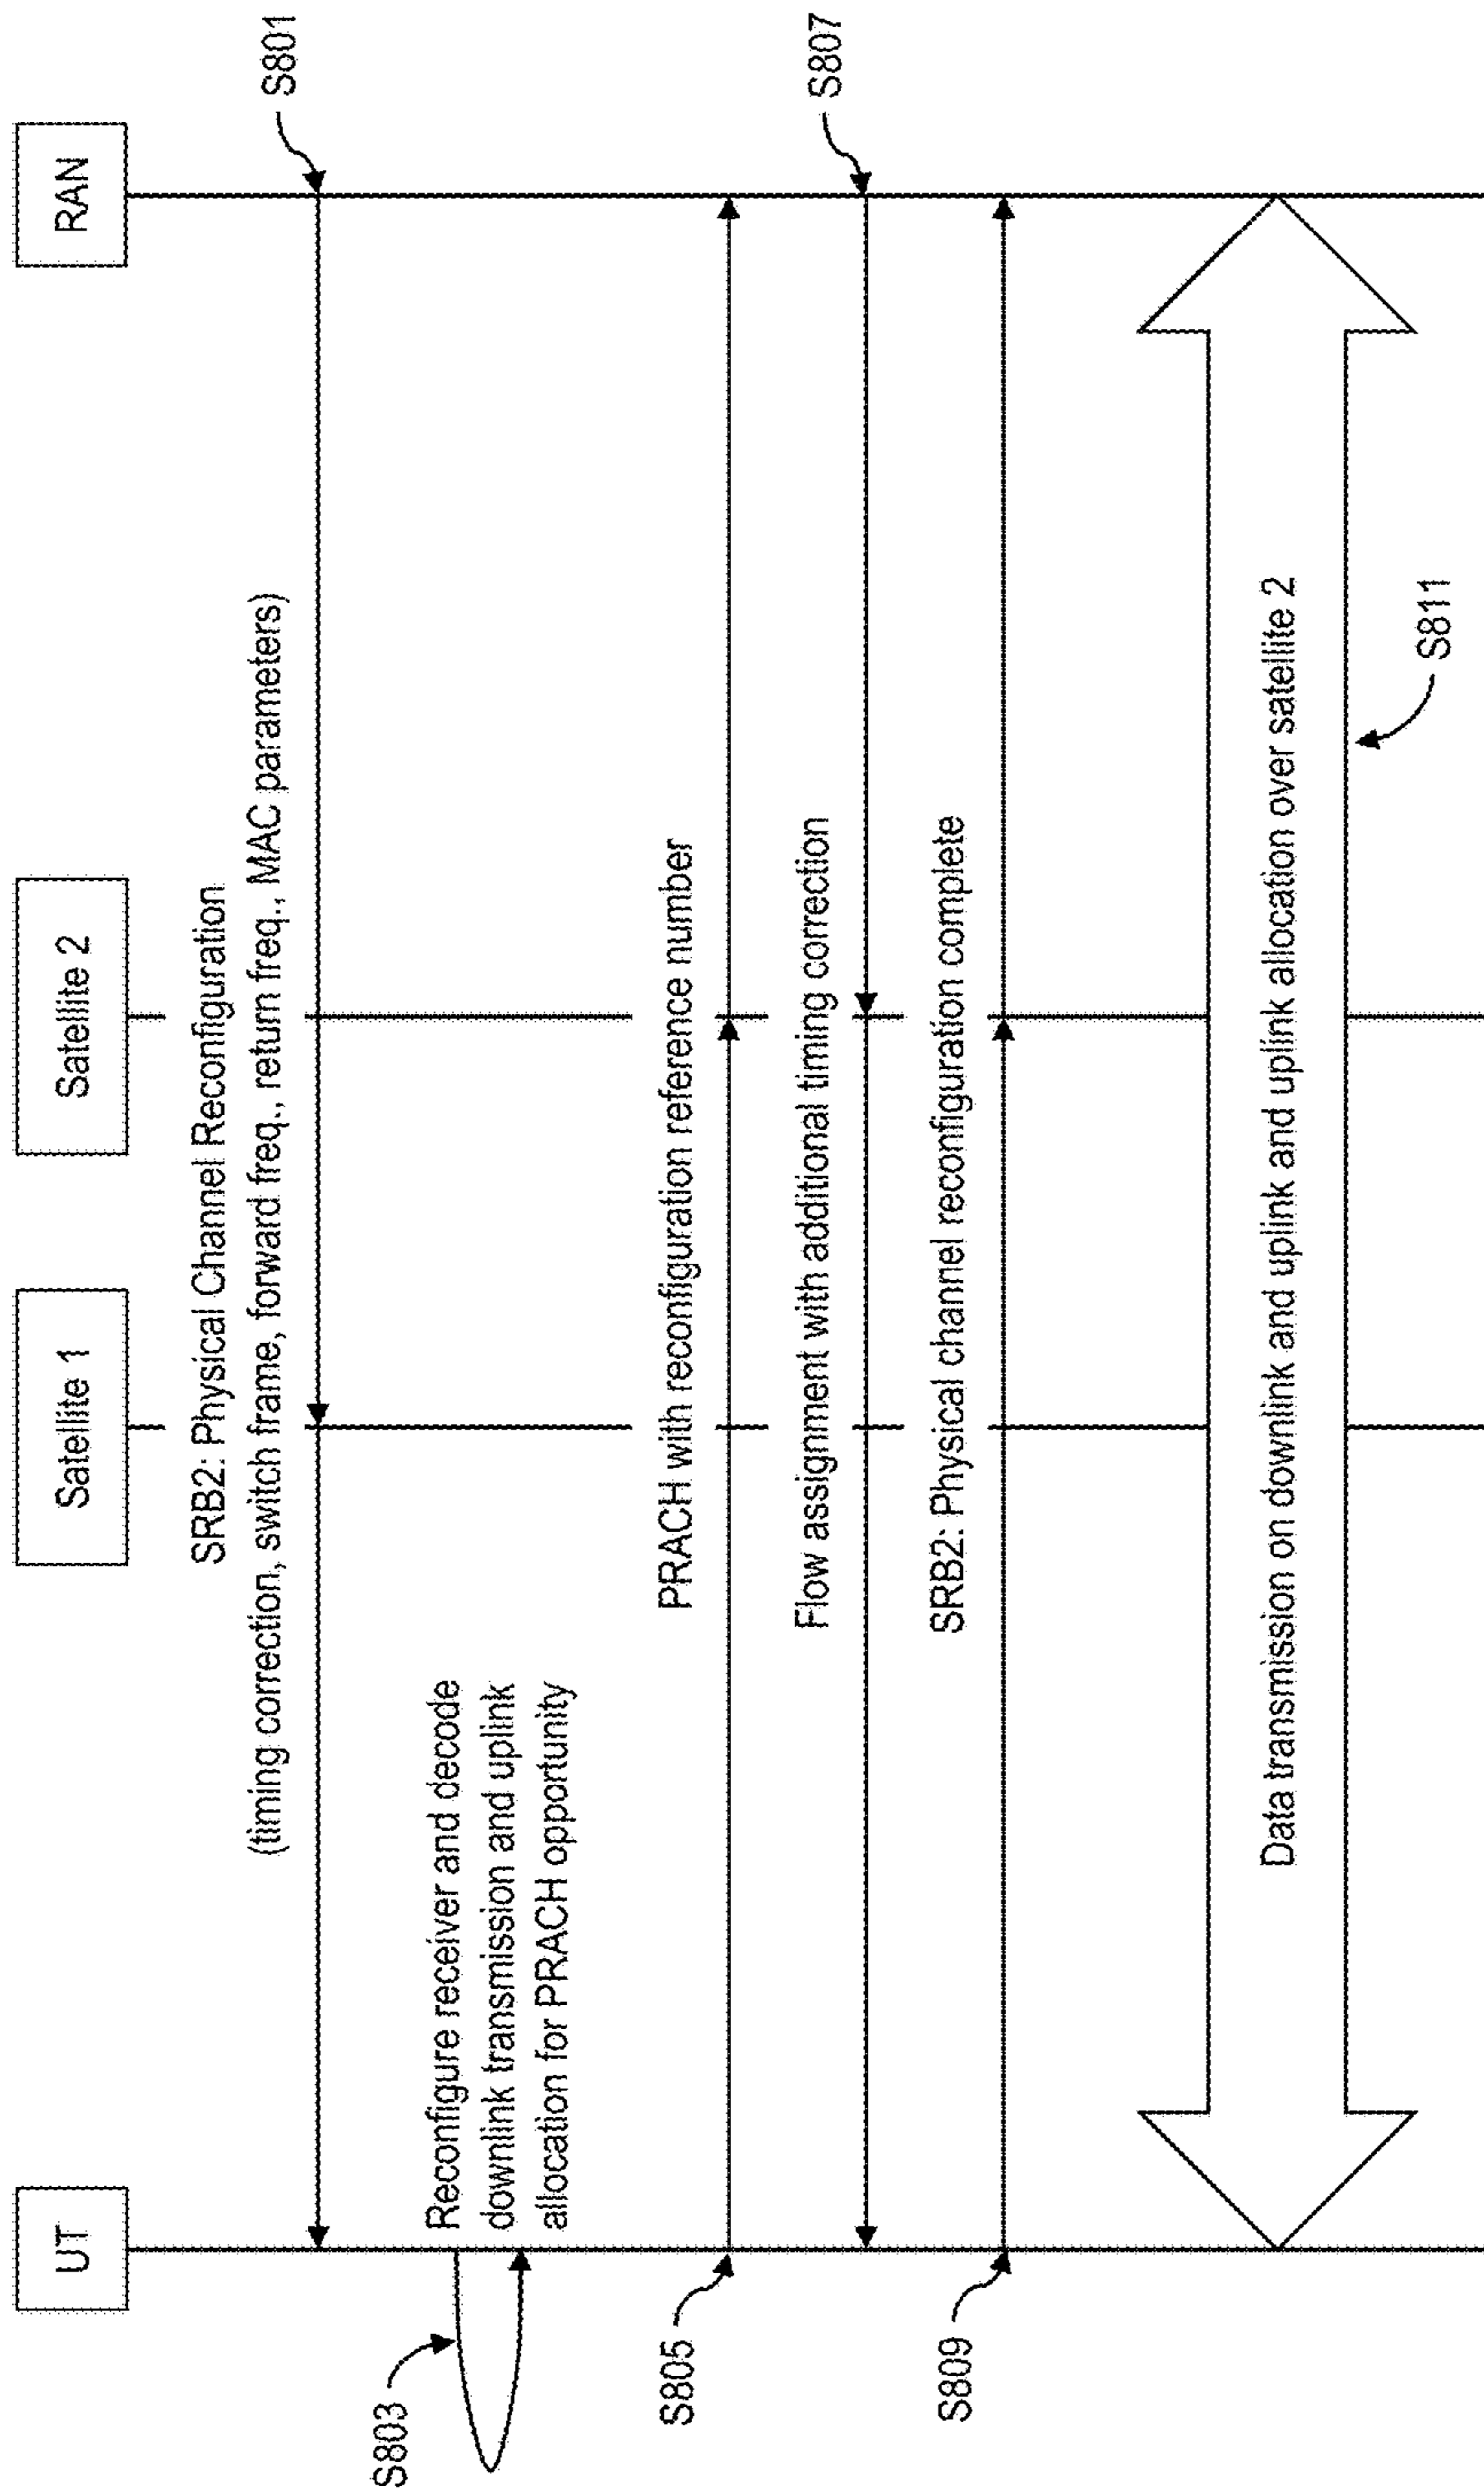 UT
Satellite 1
Satellite 2
RAN
SRB2: Physical Channel Reconfiguration
(timing correction, switch frame, forward freq., return freq., MAC parameters)
S801
S803
Reconfigure receiver and decode
downlink transmission and uplink
allocation for PRACH opportunity
PRACH with reconfiguration reference number
S805
Flow assignment with additional timing correction
S807
SRB2: Physical channel reconfiguration complete
S809
Data transmission on downlink and uplink and uplink allocation over satellite 2
S811